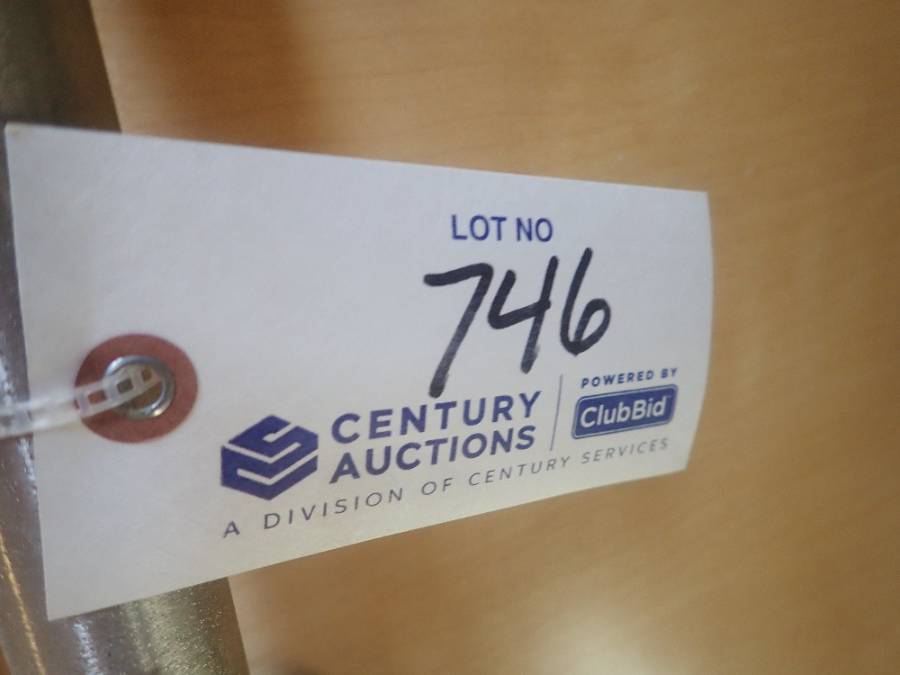 LOT NO
746
CENTURY
AUCTIONS
POWERED BY
ClubBid
A DIVISION OF CENTURY SERVICES